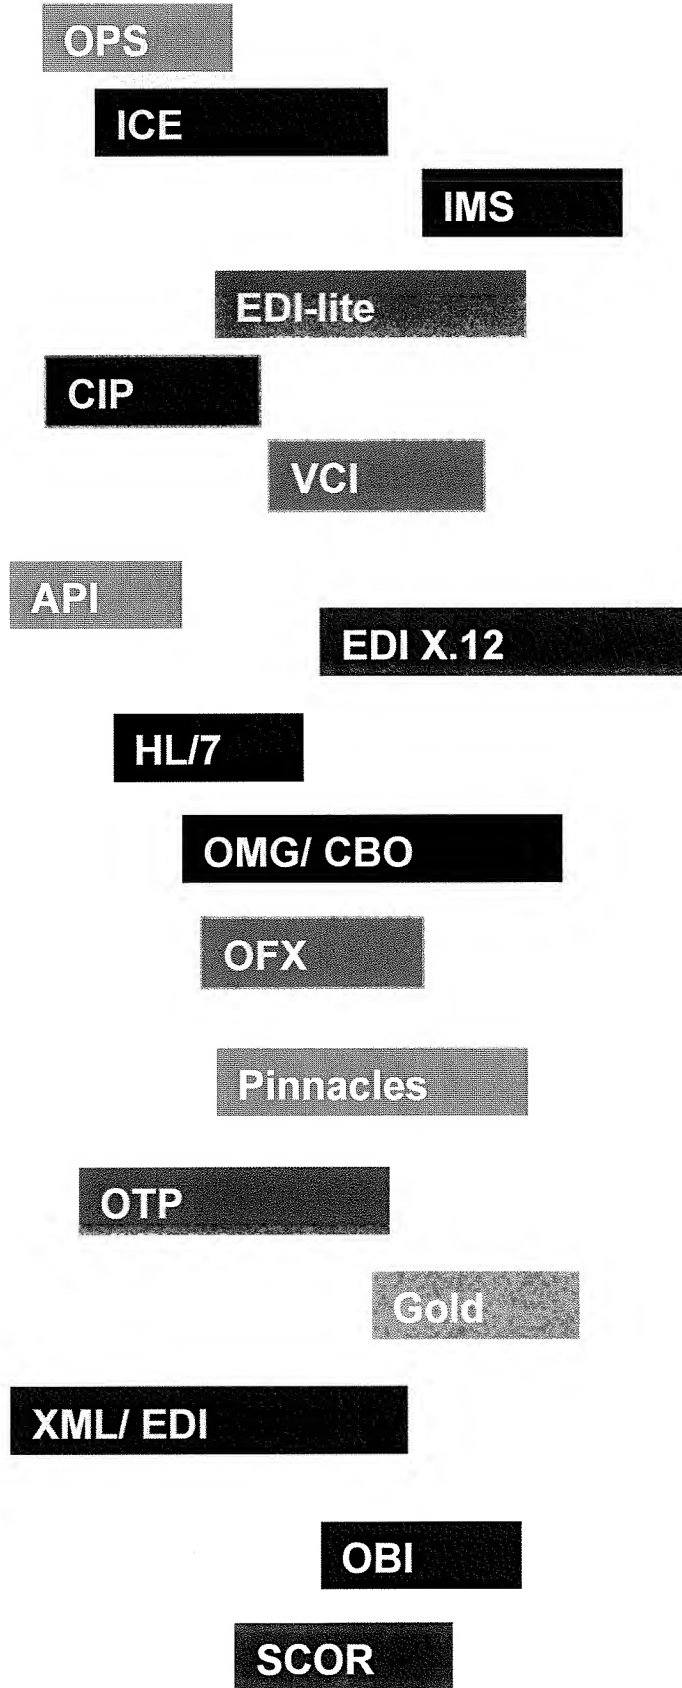 OPS
ICE
IMS
EDI-lite
CIP
VCI
API
EDI X.12
HL/7
OMG/ CBO
OFX
Pinnacles
OTP
Gold
XML/ EDI
OBI
SCOR